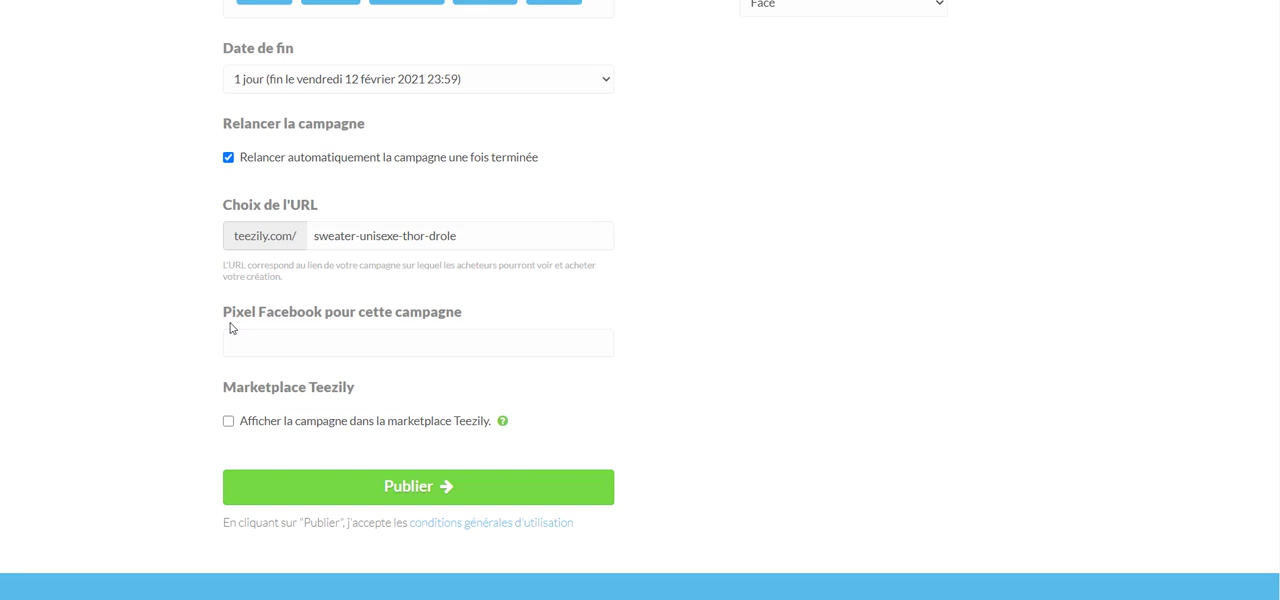 Face
Date de fin
1 jour (fin le vendredi 12 février 2021 23:59)
Relancer la campagne
Relancer automatiquement la campagne une fois terminée
Choix de l'URL
teezily.com/ sweater-unisexe-thor-drole
L'URL correspond au lien de votre campagne sur lequel les acheteurs pourront voir et acheter
votre création.
Pixel Facebook pour cette campagne
Marketplace Teezily
Afficher la campagne dans la marketplace Teezily. ?
Publier
En cliquant sur "Publier", j'accepte les conditions générales d'utilisation